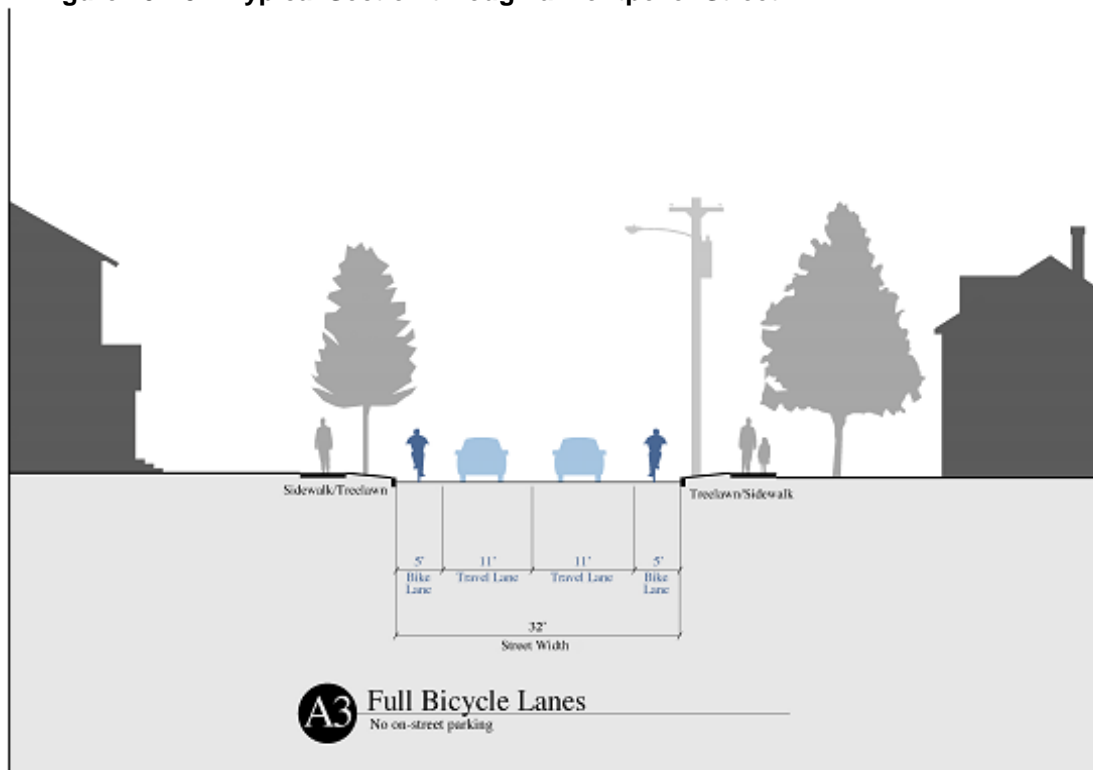 Sidewalk/Treelawn
Treelawn/Sidewalk
5'
11'
11'
5'
Bike
Lane
Travel Lane
Travel Lane
Bike
Lane
32'
Street Width
A3
Full Bicycle Lanes
No on-street parking